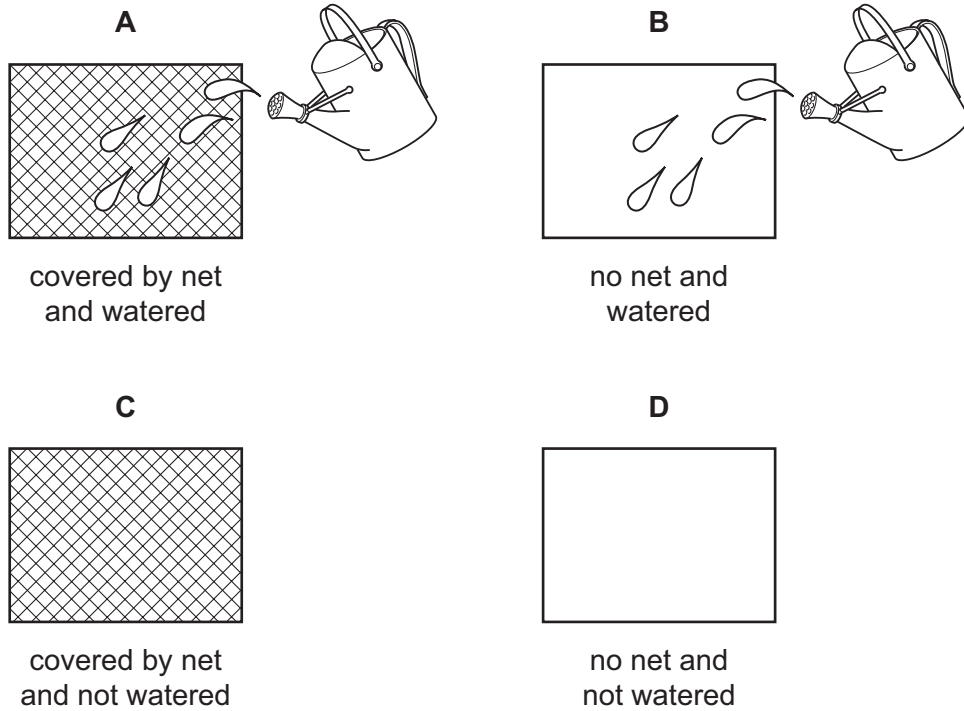 A
B
covered by net
and watered
no net and
watered
C
D
covered by net
and not watered
no net and
not watered